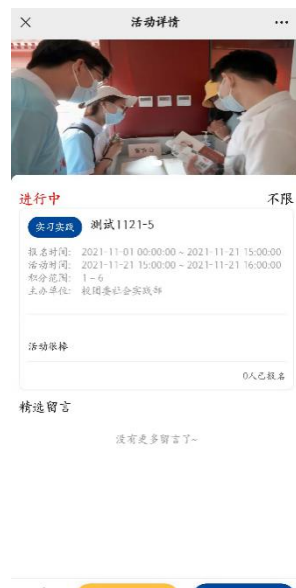 活动详情
进行中
不限
实习实践 测试1121-5
报名时间: 2021-11-01 00:00:00 ~ 2021-11-21 15:00:00
活动时间: 2021-11-21 15:00:00 ~ 2021-11-21 16:00:00
积分范围: 1 ~ 6
主办单位: 校团委社会实践部
活动张榜
0人已报名
精选留言
没有更多留言了~